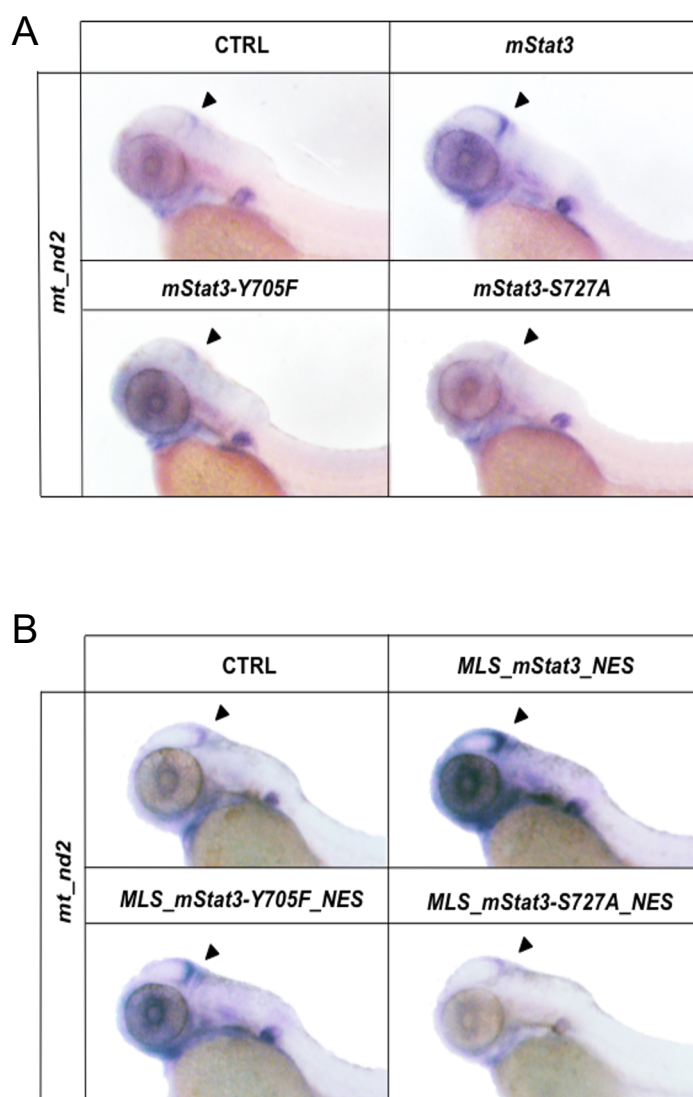 A
CTRL
mStat3
mt_nd2
mStat3-Y705F
mStat3-S727A
B
CTRL
MLS_mStat3_NES
mt_nd2
MLS_mStat3-Y705F_NES
MLS_mStat3-S727A_NES